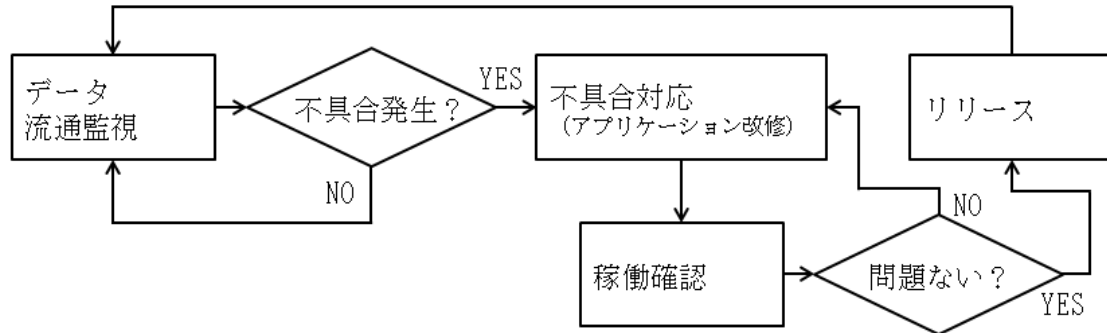 データ
流通監視
不具合発生？
YES
NO
不具合対応
（アプリケーション改修）
稼働確認
問題ない？
NO
YES
リリース